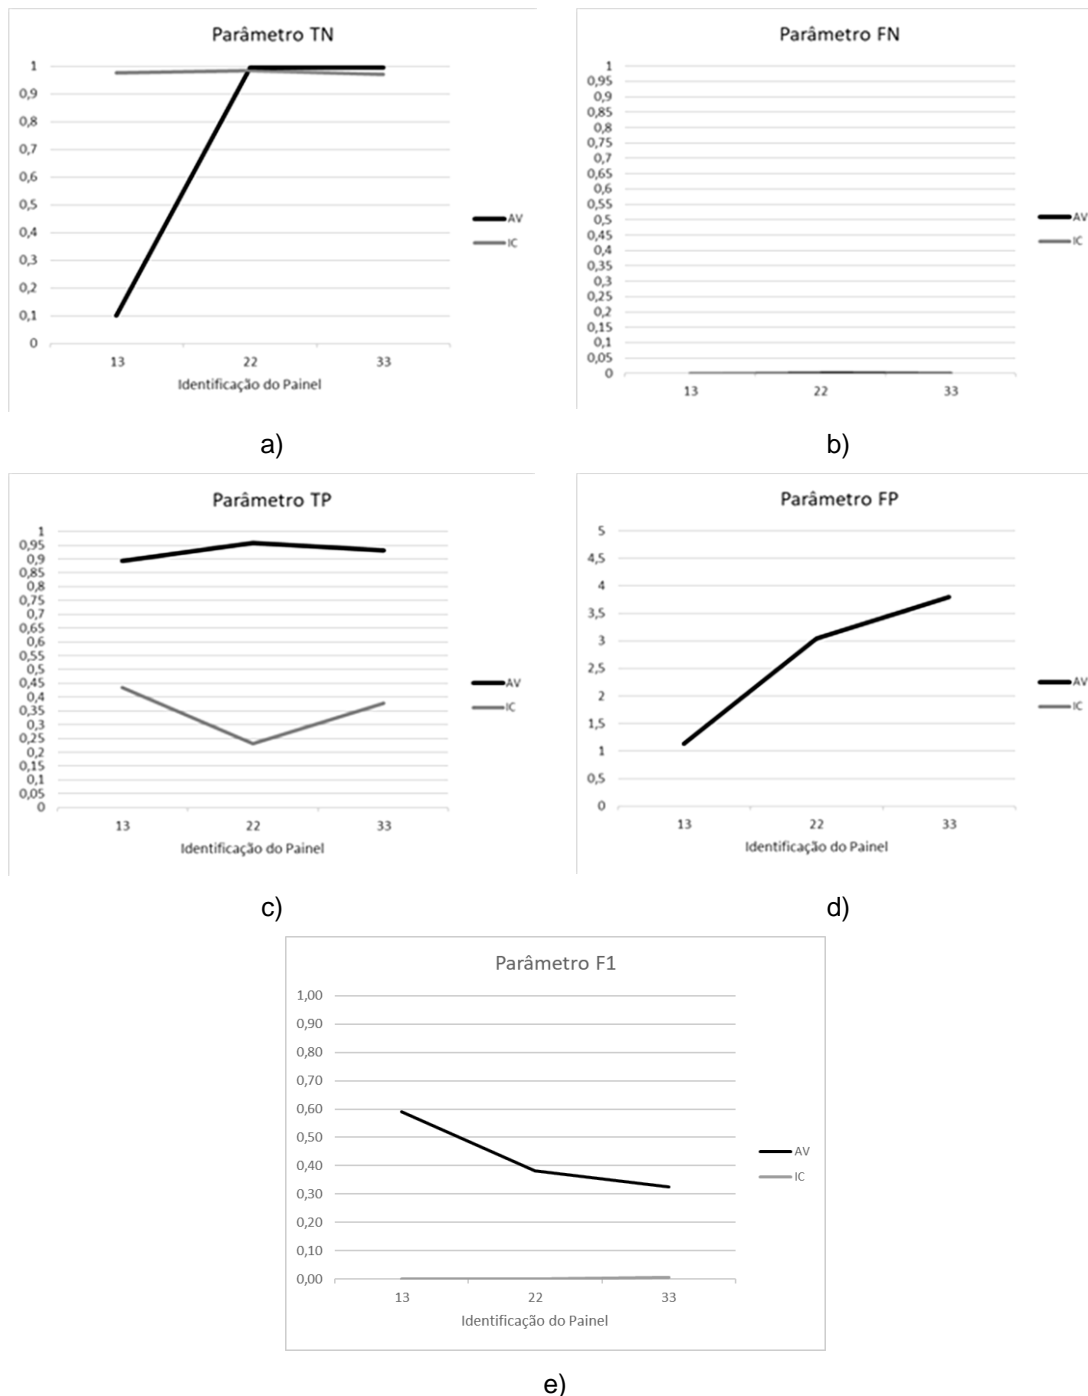 Parâmetro TN
1
0,9
0,8
0,7
0,6
0,5
0,4
0,3
0,2
0,1
0
13 22 33
Identificação do Painel
AV
IC
a)
Parâmetro FN
1
0,95
0,9
0,85
0,8
0,75
0,7
0,65
0,6
0,55
0,5
0,45
0,4
0,35
0,3
0,25
0,2
0,15
0,1
0,05
0
13 22 33
AV
IC
b)
Parâmetro TP
1
0,95
0,9
0,85
0,8
0,75
0,7
0,65
0,6
0,55
0,5
0,45
0,4
0,35
0,3
0,25
0,2
0,15
0,1
0,05
0
13 22 33
Identificação do Painel
AV
IC
c)
Parâmetro FP
5
4,5
4
3,5
3
2,5
2
1,5
1
0,5
0
13 22 33
Identificação do Painel
AV
IC
d)
Parâmetro F1
1,00
0,90
0,80
0,70
0,60
0,50
0,40
0,30
0,20
0,10
0,00
13 22 33
Identificação do Painel
AV
IC
e)